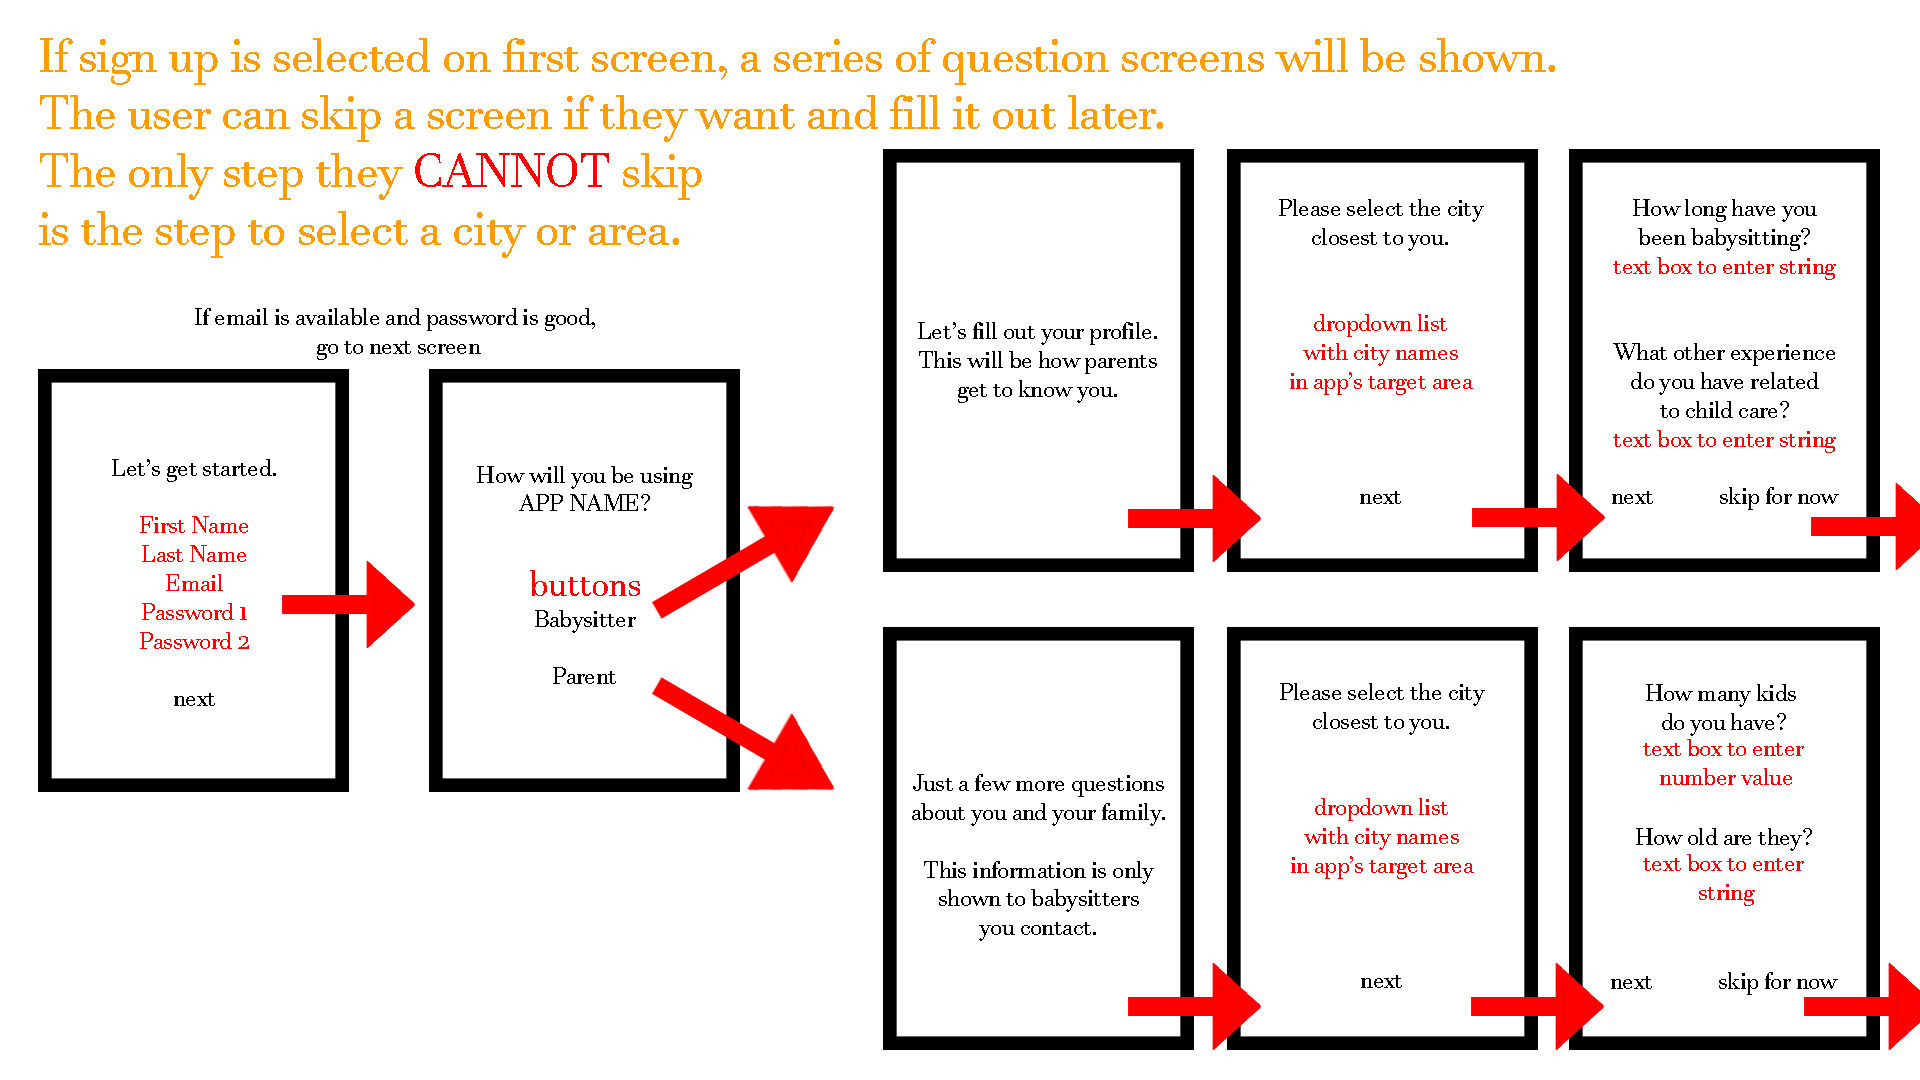 If sign up is selected on first screen, a series of question screens will be shown.
The user can skip a screen if they want and fill it out later.
The only step they CANNOT skip
is the step to select a city or area.
If email is available and password is good,
go to next screen
Let's get started.
First Name
Last Name
Email
Password 1
Password 2
next
How will you be using
APP NAME?
buttons
Babysitter
Parent
Let's fill out your profile.
This will be how parents
get to know you.
Please select the city
closest to you.
dropdown list
with city names
in app's target area
next
How long have you
been babysitting?
text box to enter string
What other experience
do you have related
to child care?
text box to enter string
next skip for now
Just a few more questions
about you and your family.
This information is only
shown to babysitters
you contact.
Please select the city
closest to you.
dropdown list
with city names
in app's target area
next
How many kids
do you have?
text box to enter
number value
How old are they?
text box to enter
string
next skip for now